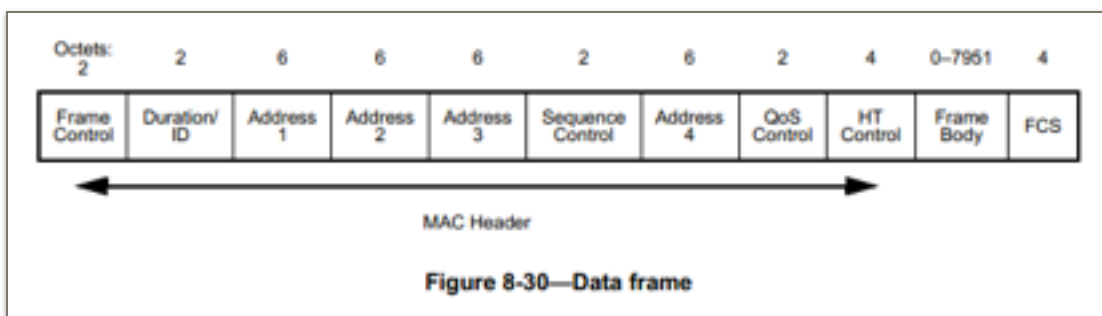 Octets:
2 2 6 6 6 2 6 2 4 0–7951 4
Frame Control Duration/ ID Address 1 Address 2 Address 3 Sequence Control Address 4 QoS Control HT Control Frame Body FCS
MAC Header
Figure 8-30—Data frame